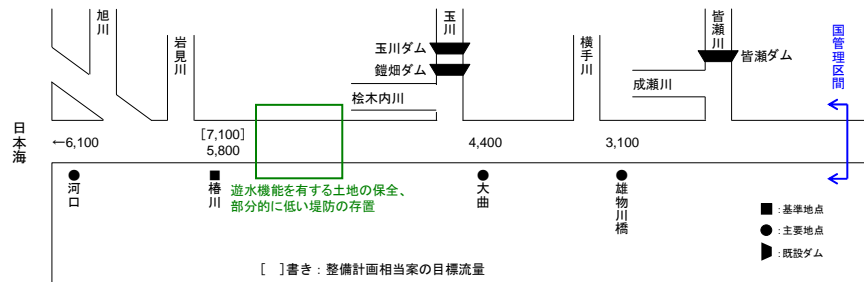 旭川
岩見川
玉川
玉川ダム
鎧畑ダム
桧木内川
横手川
皆瀬川
皆瀬ダム
成瀬川
国管理区間
日本海
←6,100
[7,100]
5,800
4,400
3,100
河口
椿川
遊水機能を有する土地の保全、
部分的に低い堤防の存置
大曲
雄物川橋
■：基準地点
●：主要地点
：既設ダム
[　]書き：整備計画相当案の目標流量